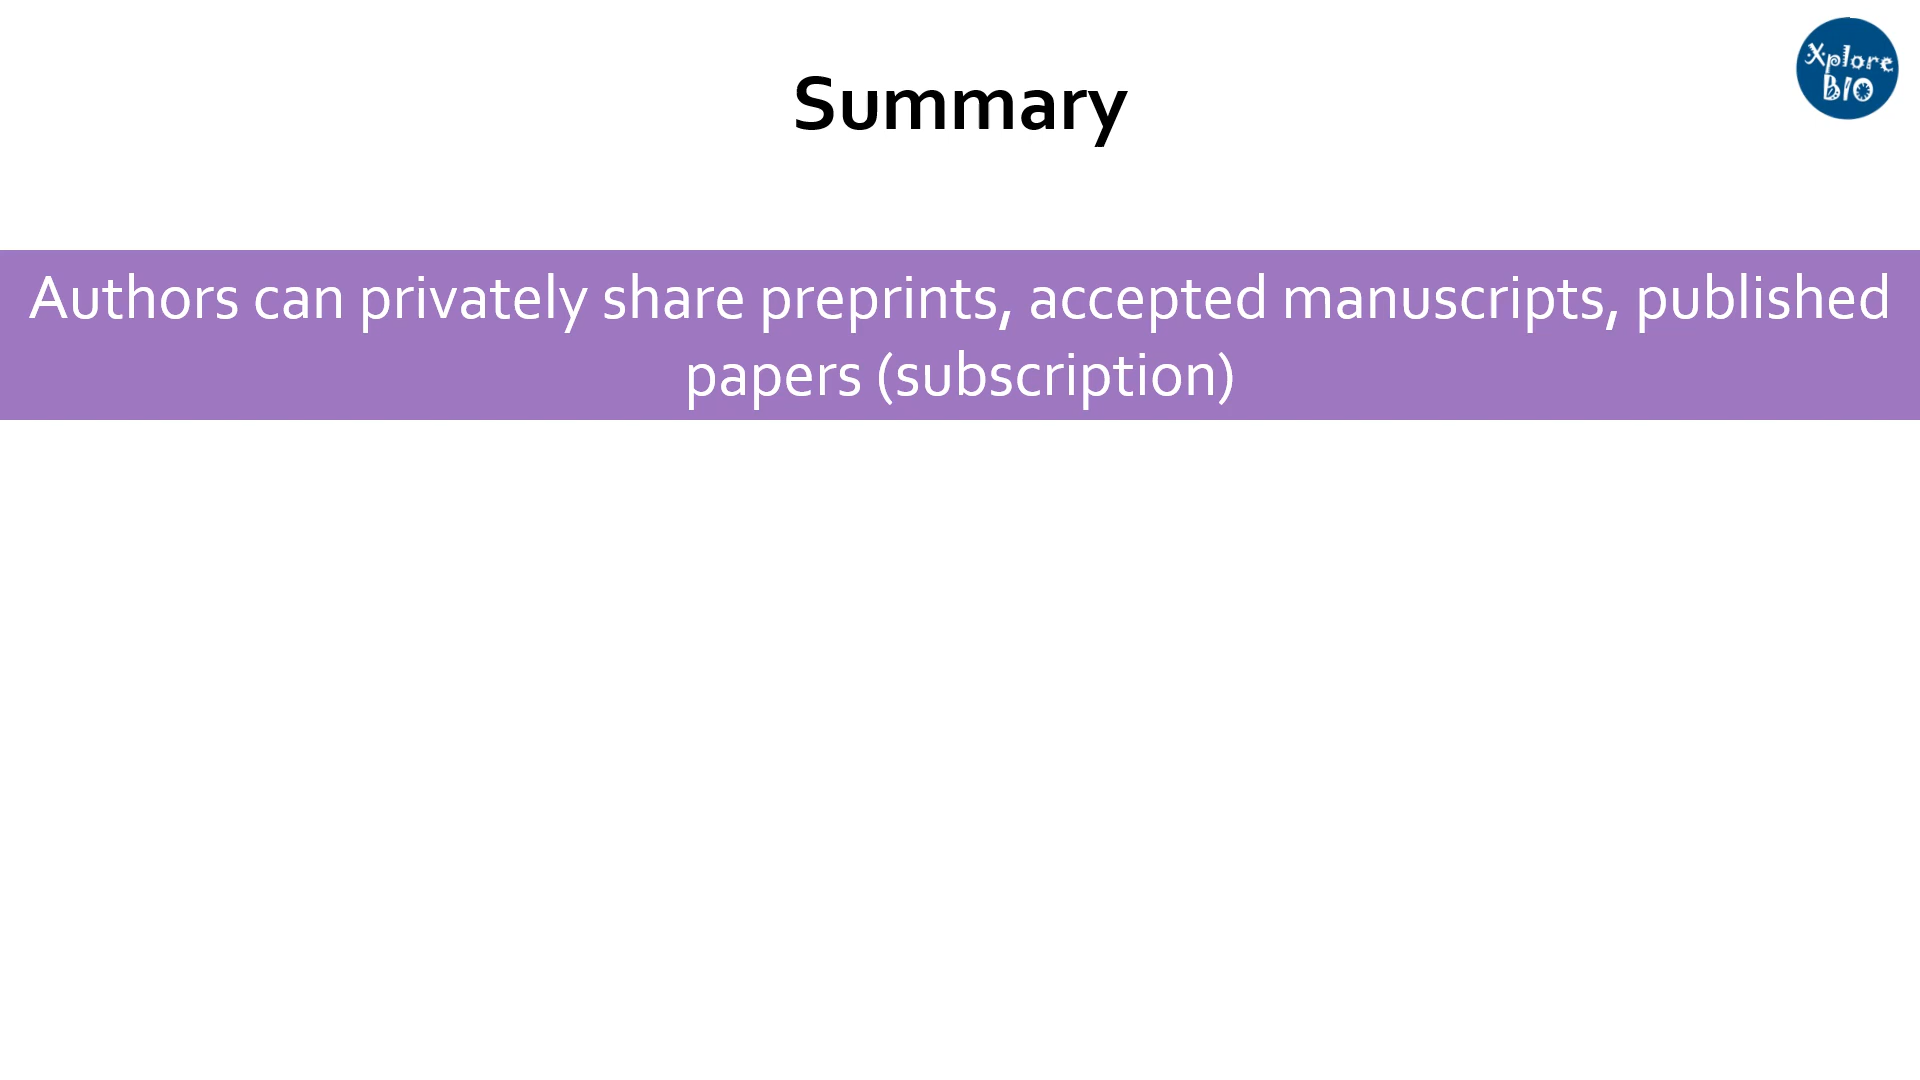 Summary
Xplore
BIO
Authors can privately share preprints, accepted manuscripts, published
papers (subscription)